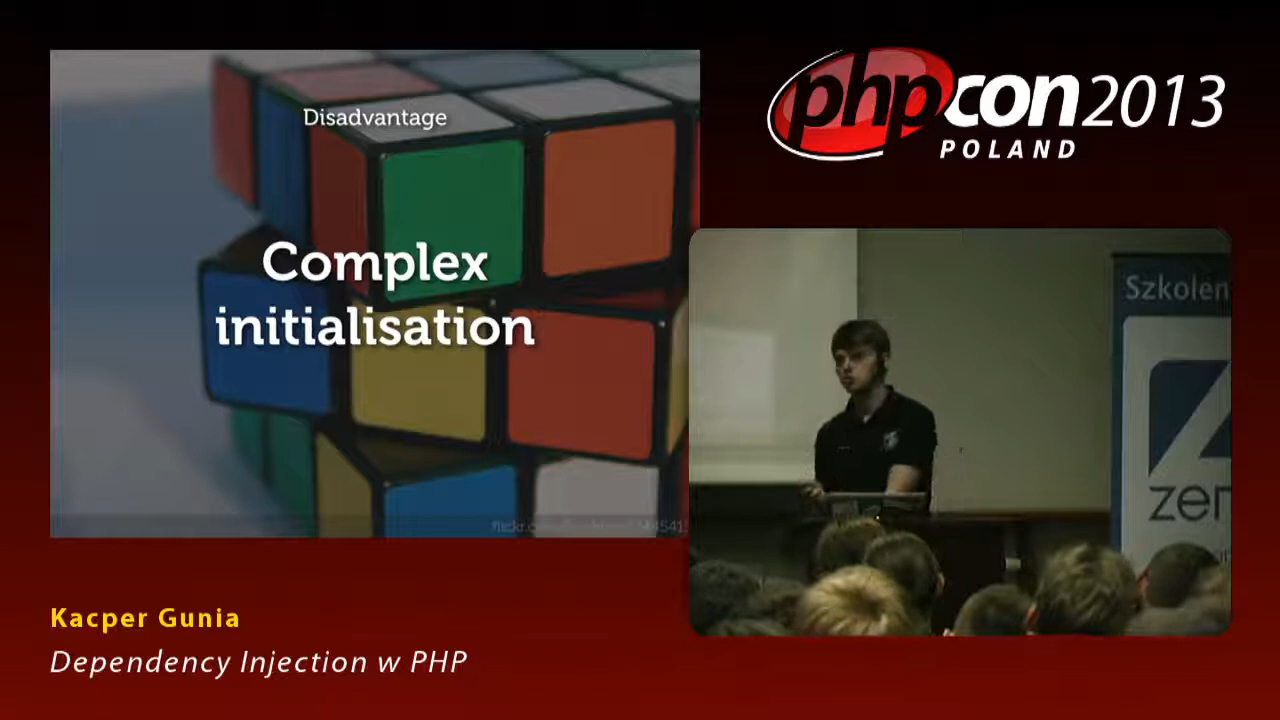 Disadvantage
Complex
initialisation
phpcon2013
POLAND
Kacper Gunia
Dependency Injection w PHP